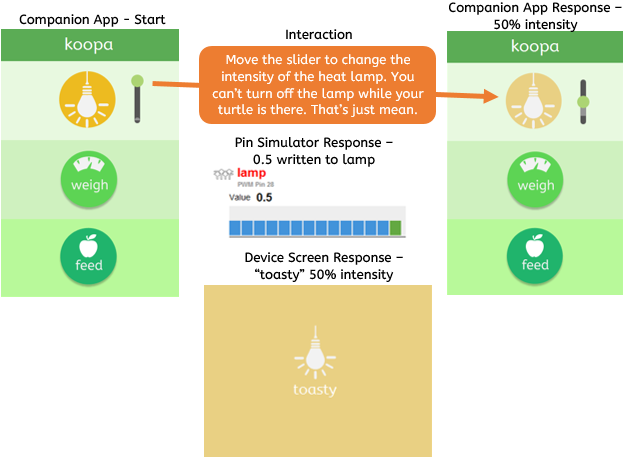 Companion App - Start
koopa
weigh
feed
Interaction
Move the slider to change the
intensity of the heat lamp. You
can't turn off the lamp while your
turtle is there. That's just mean.
Pin Simulator Response –
0.5 written to lamp
lamp
PWM Pin 28
Value 0.5
Device Screen Response –
“toasty” 50% intensity
toasty
Companion App Response –
50% intensity
koopa
weigh
feed